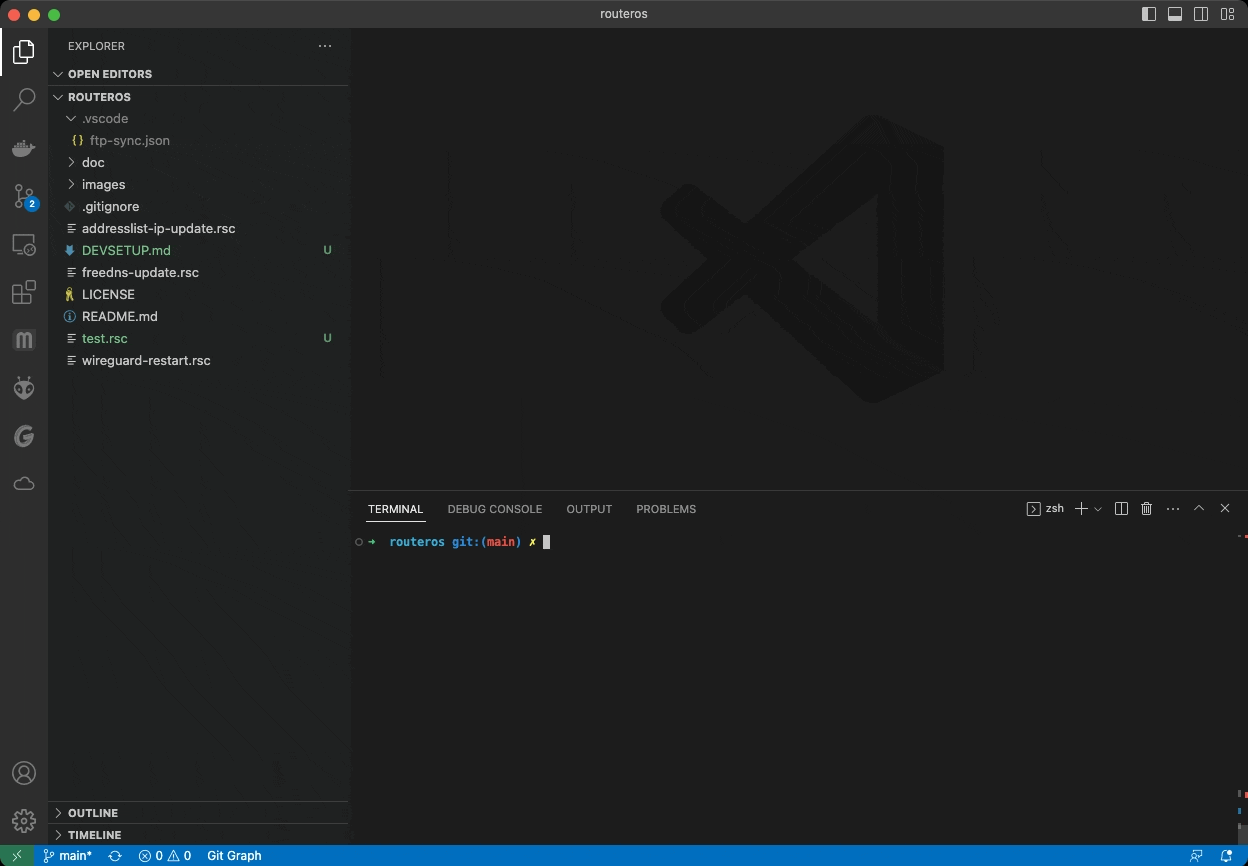 routeros
EXPLORER
OPEN EDITORS
ROUTEROS
.vscode
{} ftp-sync.json
doc
images
.gitignore
addresslist-ip-update.rsc
DEVSETUP.md U
freedns-update.rsc
LICENSE
README.md
test.rsc U
wireguard-restart.rsc
2
OUTLINE
TIMELINE
TERMINAL DEBUG CONSOLE OUTPUT PROBLEMS
zsh
➜ routeros git:(main) ✗
main* 0 0 Git Graph